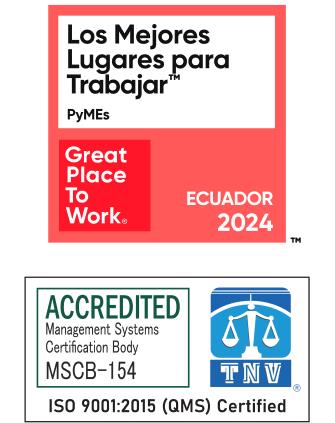 Los Mejores
Lugares para
Trabajar™
PyMEs
Great
Place
To
Work®
ECUADOR
2024
™
ACCREDITED
Management Systems
Certification Body
MSCB-154
TNV
®
ISO 9001:2015 (QMS) Certified